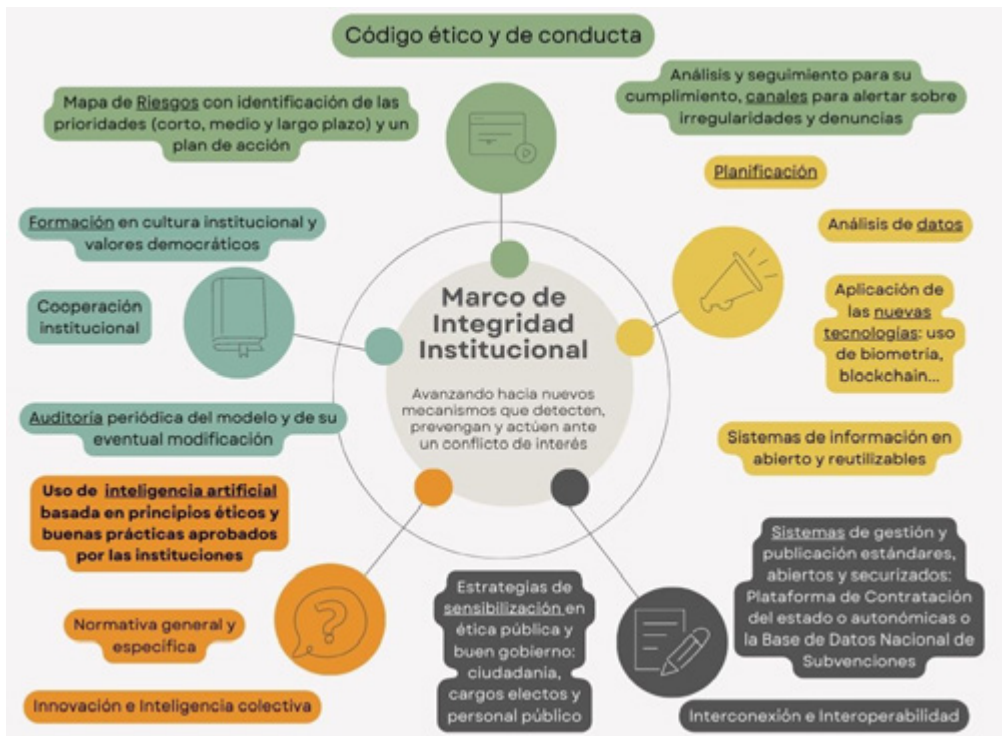 Código ético y de conducta
Mapa de Riesgos con identificación de las
prioridades (corto, medio y largo plazo) y un
plan de acción
Análisis y seguimiento para su
cumplimiento, canales para alertar sobre
irregularidades y denuncias
Planificación
Formación en cultura institucional y
valores democráticos
Análisis de datos
Cooperación
institucional
Marco de
Integridad
Institucional
Avanzando hacia nuevos
mecanismos que detecten,
prevengan y actúen ante
un conflicto de interés
Aplicación de
las nuevas
tecnologías: uso
de biometría,
blockchain...
Auditoría periódica del modelo y de su
eventual modificación
Sistemas de información en
abierto y reutilizables
Uso de inteligencia artificial
basada en principios éticos y
buenas prácticas aprobados
por las instituciones
Normativa general y
específica
Innovación e Inteligencia colectiva
Estrategias de
sensibilización en
ética pública y
buen gobierno:
ciudadanía,
cargos electos y
personal público
Sistemas de gestión y
publicación estándares,
abiertos y securizados:
Plataforma de Contratación
del estado o autonómicas o
la Base de Datos Nacional de
Subvenciones
Interconexión e Interoperabilidad